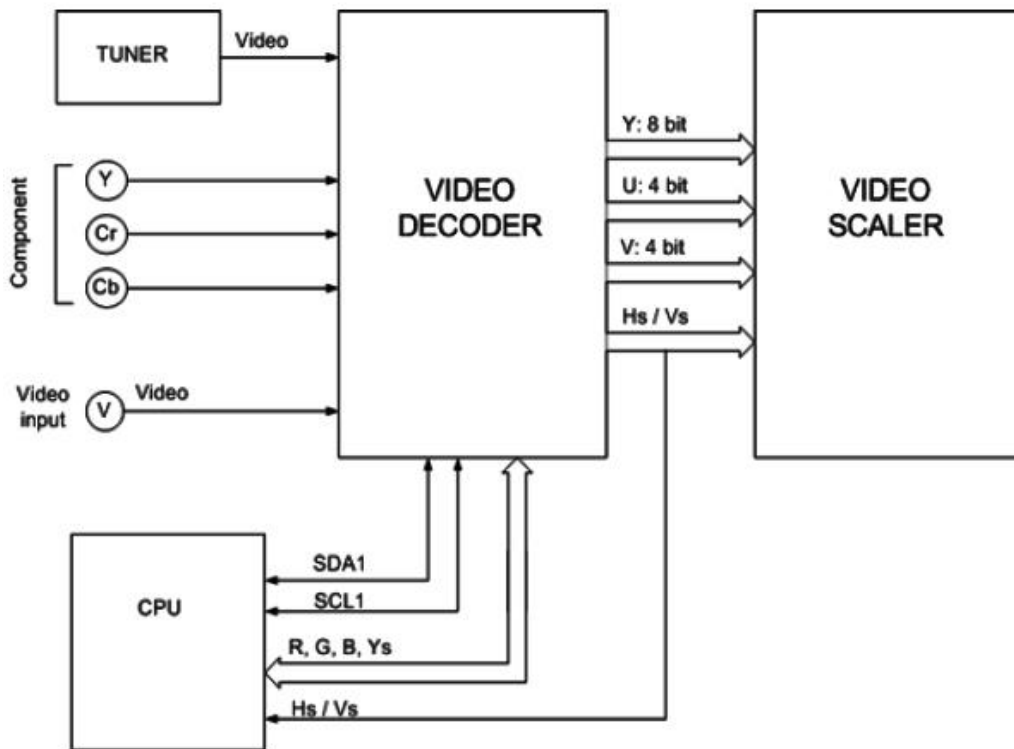 TUNER
Video
Component
Y
Cr
Cb
Video
input
V
Video
VIDEO
DECODER
Y: 8 bit
U: 4 bit
V: 4 bit
Hs / Vs
VIDEO
SCALER
CPU
SDA1
SCL1
R, G, B, Ys
Hs / Vs